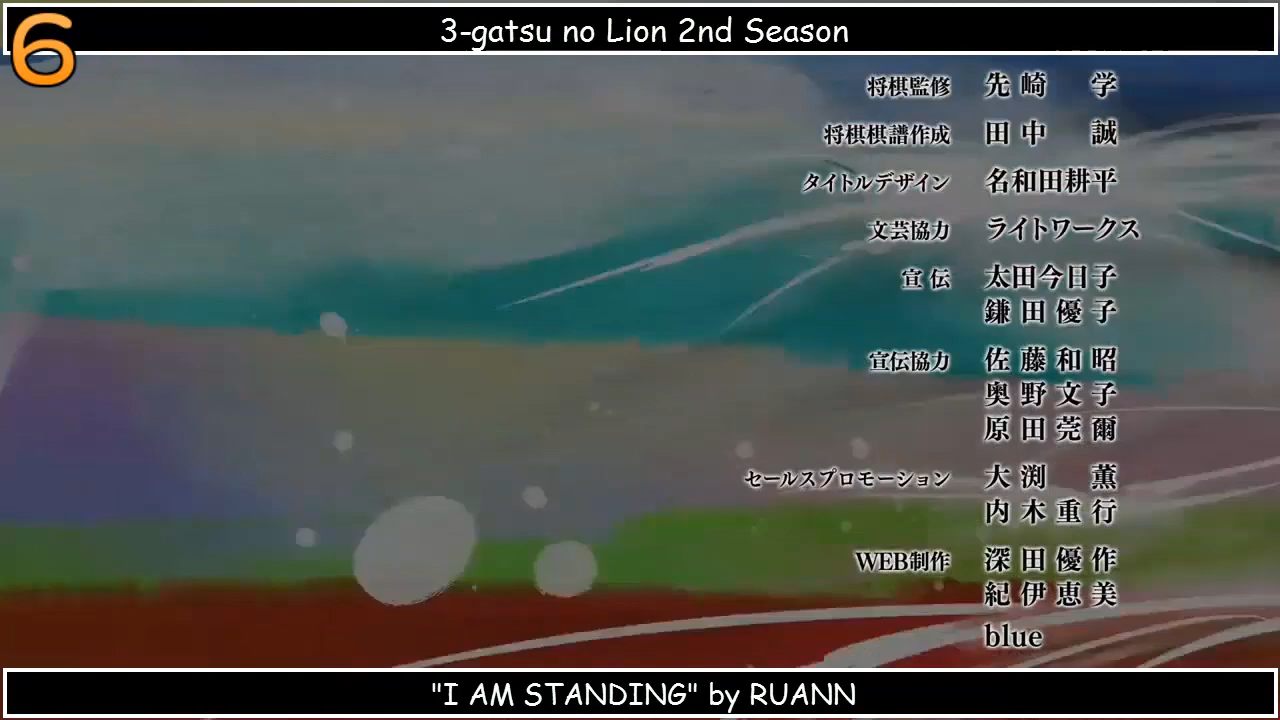 6
3-gatsu no Lion 2nd Season
将棋監修 先崎 学
将棋棋譜作成 田中 誠
タイトルデザイン 名和田耕平
文芸協力 ライトワークス
宣伝 太田今日子
鎌田優子
宣伝協力 佐藤和昭
奥野文子
原田莞爾
セールスプロモーション 大渕 薫
内木重行
WEB制作 深田優作
紀伊恵美
blue
"I AM STANDING" by RUANN